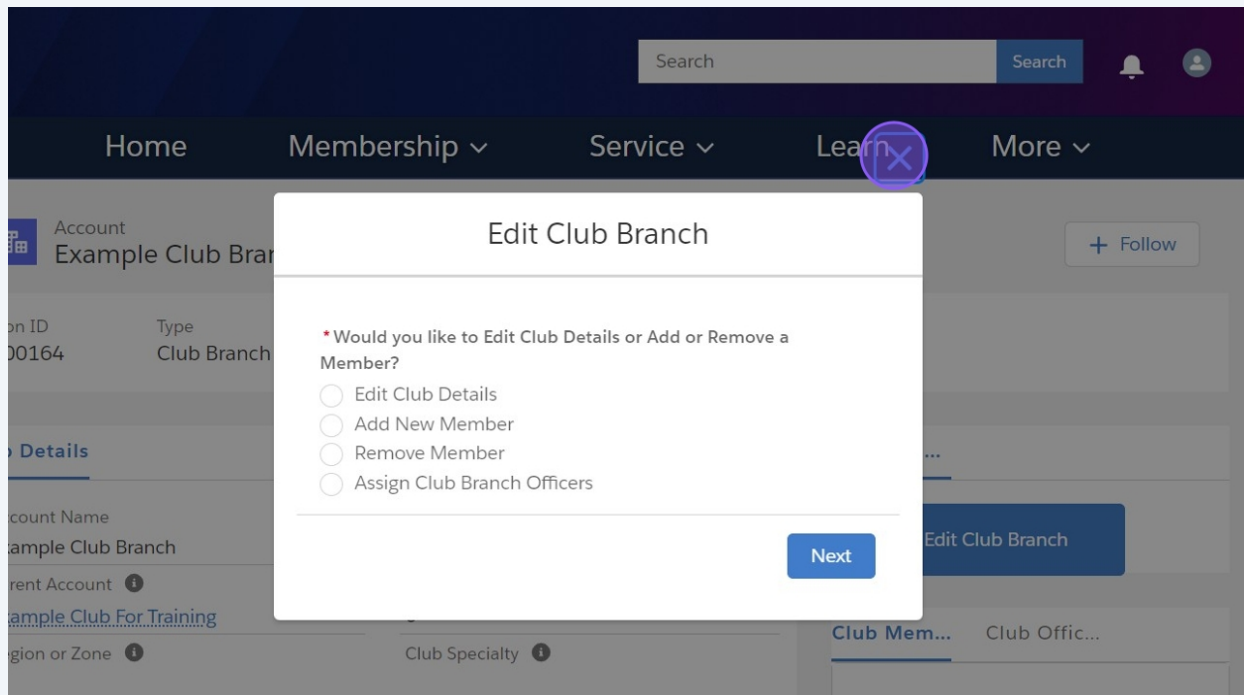 Search Search
Home Membership Service Learn More
Edit Club Branch
Account
Example Club Bran
+ Follow
on ID Type
00164 Club Branch
*Would you like to Edit Club Details or Add or Remove a
Member?
Edit Club Details
Add New Member
Remove Member
Assign Club Branch Officers
Next
Details
...
count Name
ample Club Branch
Edit Club Branch
rent Account
ample Club For Training
egion or Zone Club Specialty
Club Mem... Club Offic...